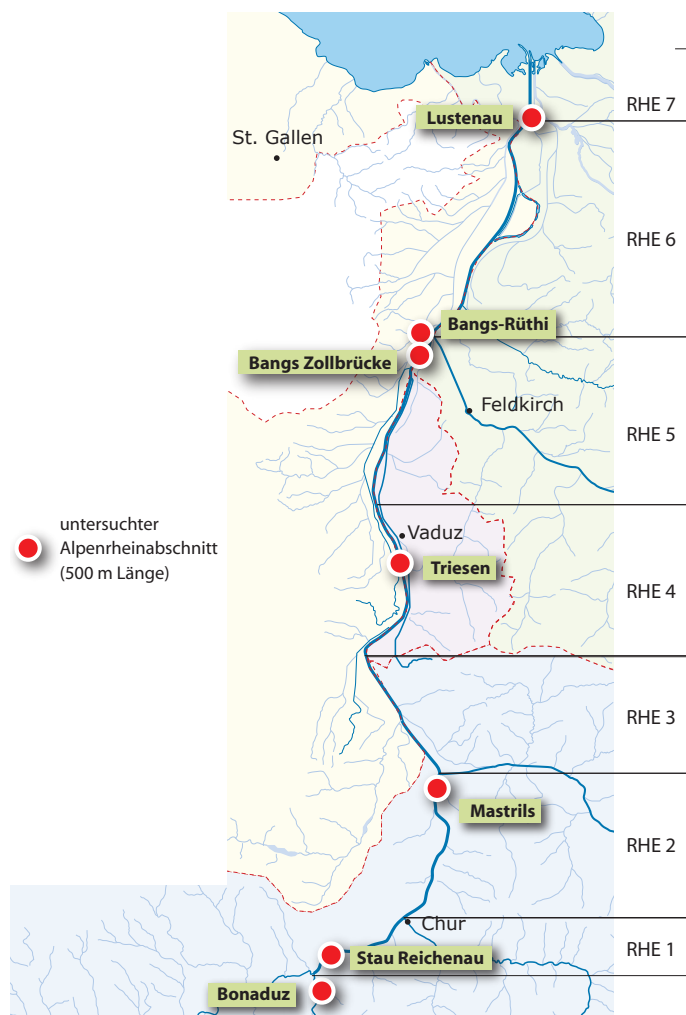 RHE 7
Lustenau
St. Gallen
RHE 6
Bangs-Rüthi
Bangs Zollbrücke
Feldkirch
RHE 5
untersuchter
Alpenrheinabschnitt
(500 m Länge)
Vaduz
Triesen
RHE 4
RHE 3
Mastrils
RHE 2
Chur
RHE 1
Stau Reichenau
Bonaduz